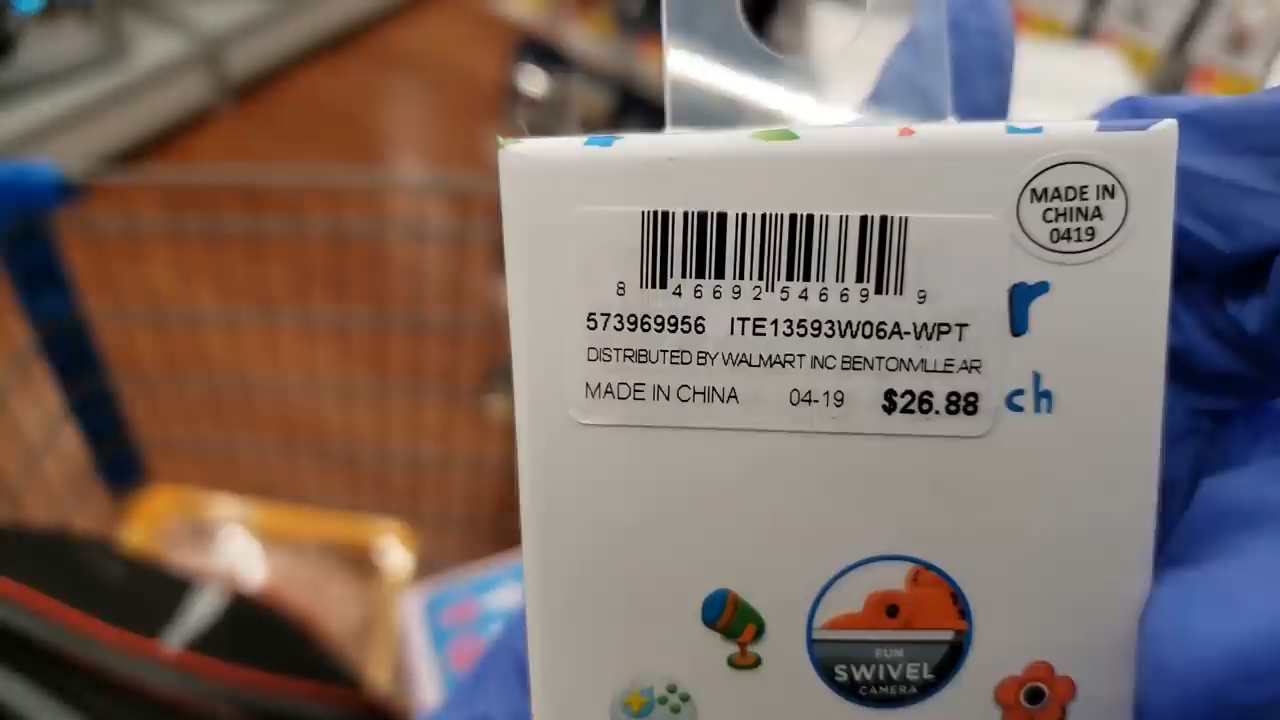 MADE IN
CHINA
0419
8 46692 54669 9
573969956 ITE13593W06A-WPT
DISTRIBUTED BY WALMART INC BENTONVILLE AR
MADE IN CHINA 04-19 $26.88
r
ch
FUN
SWIVEL
CAMERA